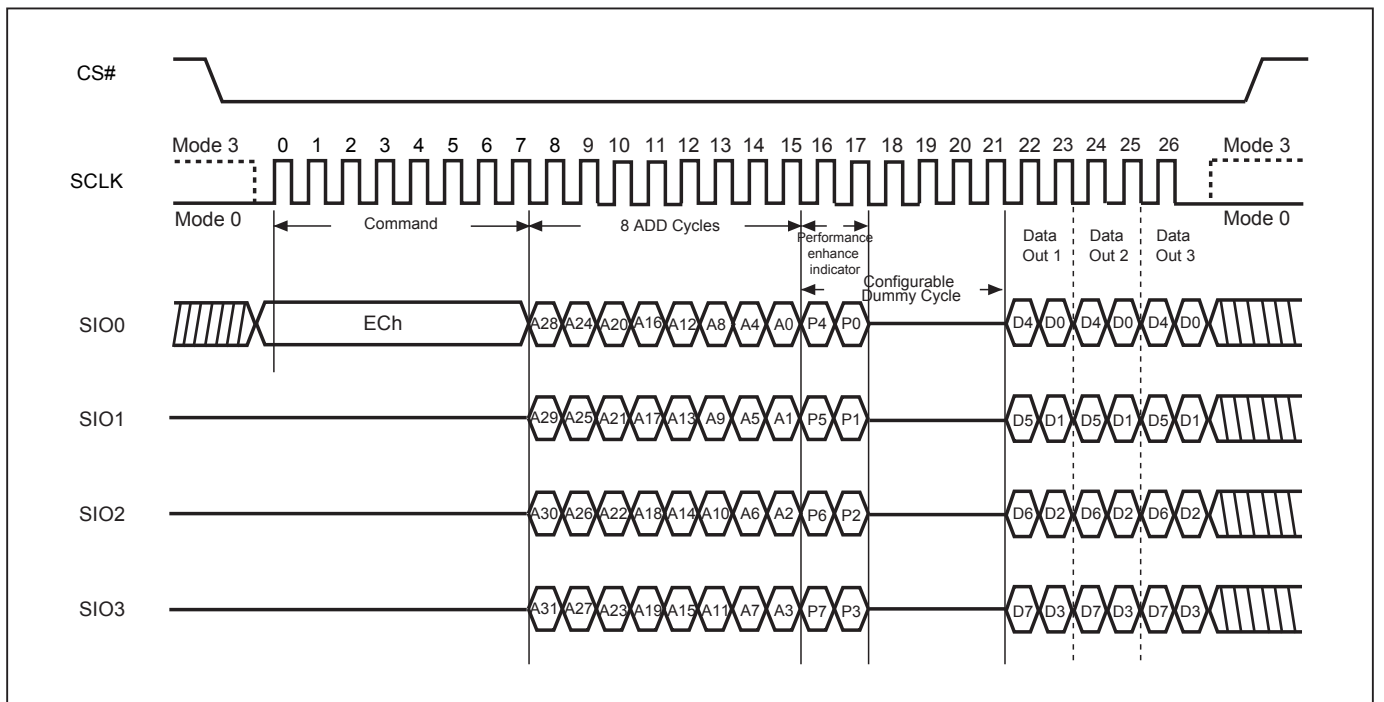 CS#
Mode 3 0 1 2 3 4 5 6 7 8 9 10 11 12 13 14 15 16 17 18 19 20 21 22 23 24 25 26 Mode 3
SCLK
Mode 0 Mode 0
Command 8 ADD Cycles
Performance
enhance
indicator
Data
Out 1
Data
Out 2
Data
Out 3
Configurable
Dummy Cycle
SIO0 ECh A28 A24 A20 A16 A12 A8 A4 A0 P4 P0 D4 D0 D4 D0 D4 D0
SIO1 A29 A25 A21 A17 A13 A9 A5 A1 P5 P1 D5 D1 D5 D1 D5 D1
SIO2 A30 A26 A22 A18 A14 A10 A6 A2 P6 P2 D6 D2 D6 D2 D6 D2
SIO3 A31 A27 A23 A19 A15 A11 A7 A3 P7 P3 D7 D3 D7 D3 D7 D3